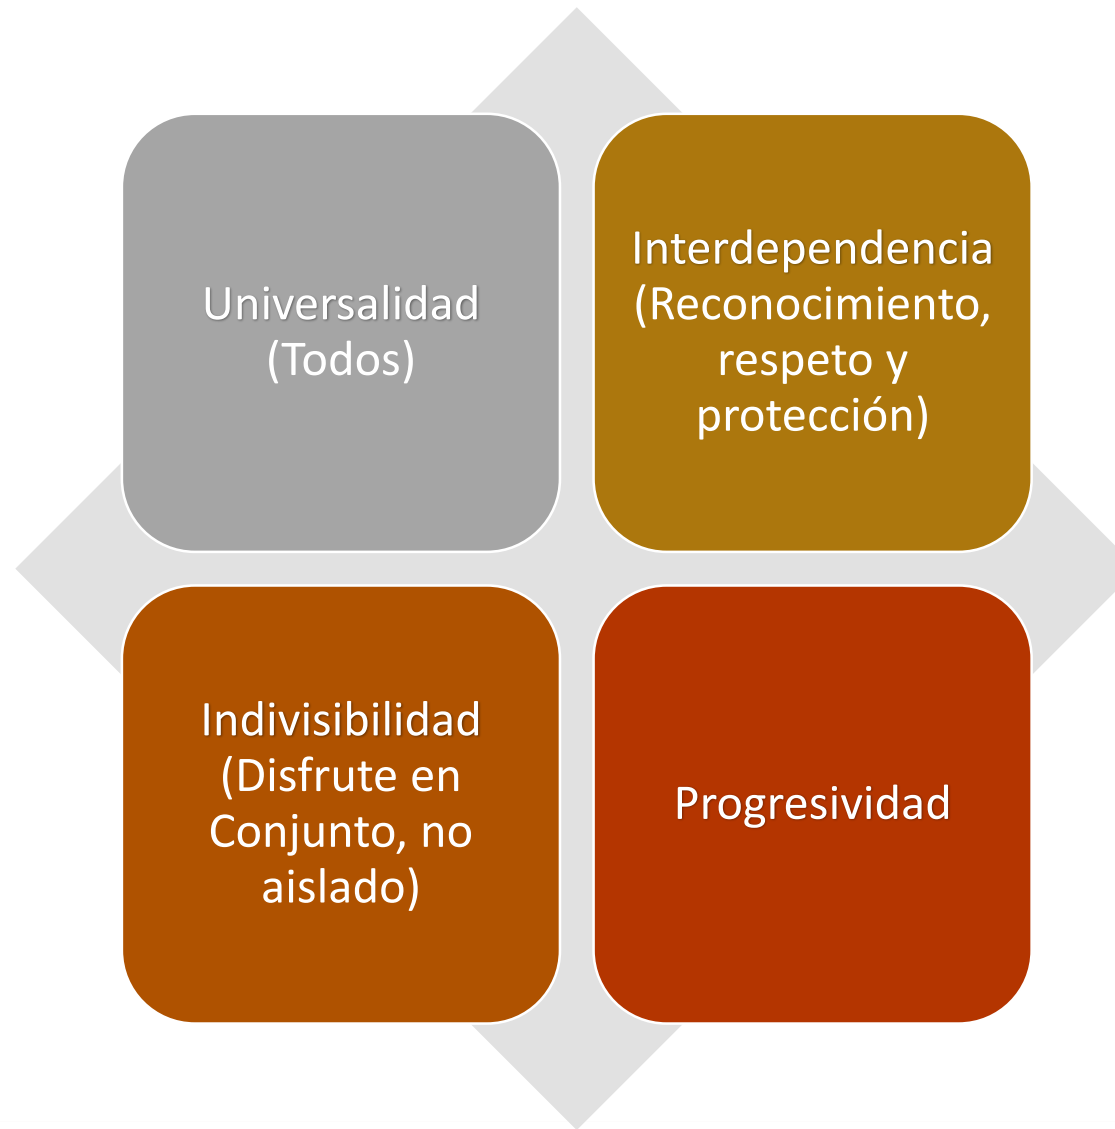 Universalidad
(Todos)
Interdependencia
(Reconocimiento,
respeto y
protección)
Indivisibilidad
(Disfrute en
Conjunto, no
aislado)
Progresividad